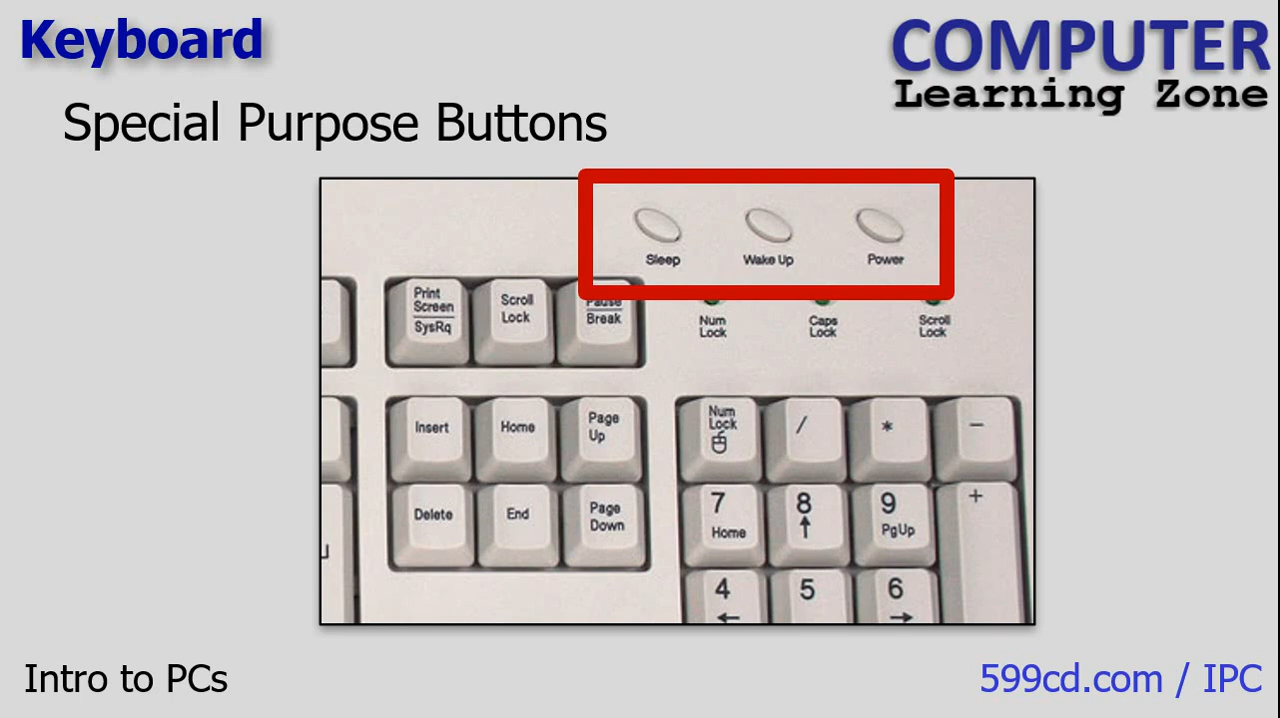 Keyboard
COMPUTER
Learning Zone
Special Purpose Buttons
Sleep
Wake Up
Power
Print
Screen
SysRq
Scroll
Lock
Pause
Break
Num
Lock
Caps
Lock
Scroll
Lock
Insert
Home
Page
Up
Num
Lock
/
*
-
Delete
End
Page
Down
7
Home
8
↑
9
PgUp
+
4
←
5
6
→
Intro to PCs
599cd.com / IPC